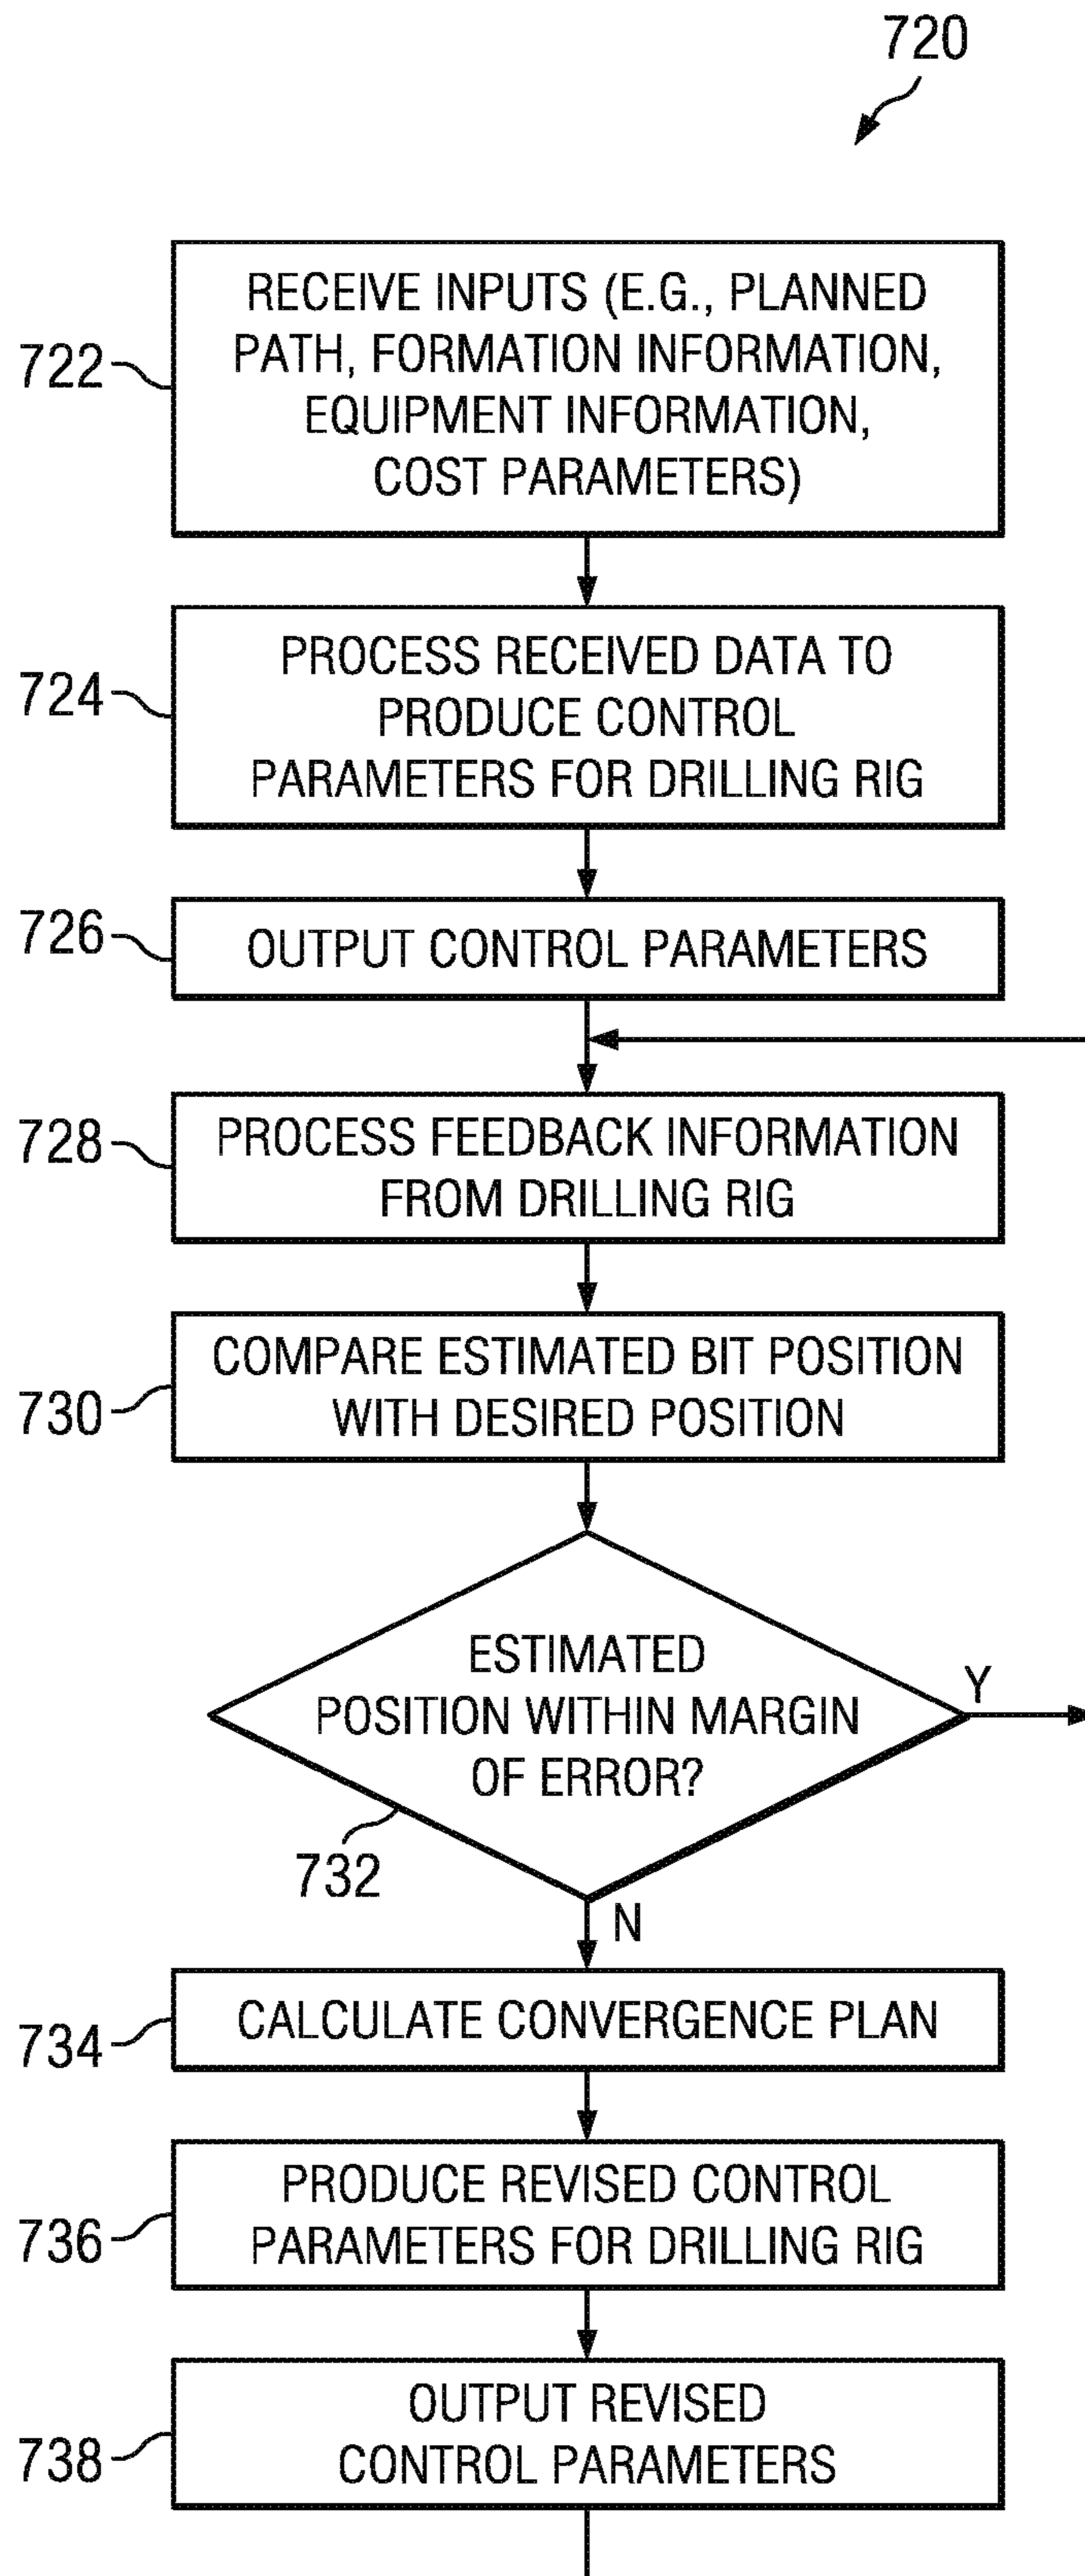 720
722
RECEIVE INPUTS (E.G., PLANNED
PATH, FORMATION INFORMATION,
EQUIPMENT INFORMATION,
COST PARAMETERS)
724
PROCESS RECEIVED DATA TO
PRODUCE CONTROL
PARAMETERS FOR DRILLING RIG
726
OUTPUT CONTROL PARAMETERS
728
PROCESS FEEDBACK INFORMATION
FROM DRILLING RIG
730
COMPARE ESTIMATED BIT POSITION
WITH DESIRED POSITION
ESTIMATED
POSITION WITHIN MARGIN
OF ERROR?
Y
732
N
734
CALCULATE CONVERGENCE PLAN
736
PRODUCE REVISED CONTROL
PARAMETERS FOR DRILLING RIG
738
OUTPUT REVISED
CONTROL PARAMETERS